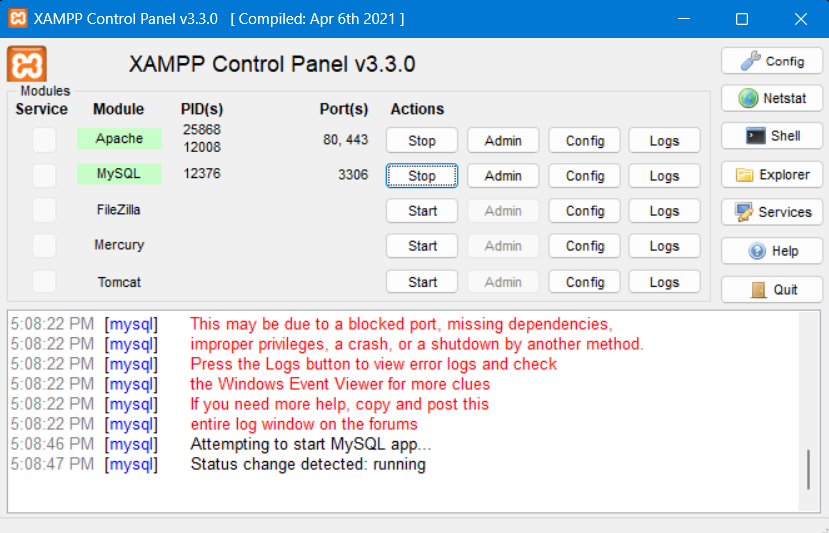 XAMPP Control Panel v3.3.0 [ Compiled: Apr 6th 2021 ]
XAMPP Control Panel v3.3.0
Config
Modules
Service Module PID(s) Port(s) Actions
Netstat
Apache 25868 12008 80, 443 Stop Admin Config Logs
Shell
MySQL 12376 3306 Stop Admin Config Logs
Explorer
FileZilla Start Admin Config Logs
Services
Mercury Start Admin Config Logs
Help
Tomcat Start Admin Config Logs
Quit
5:08:22 PM [mysql] This may be due to a blocked port, missing dependencies,
5:08:22 PM [mysql] improper privileges, a crash, or a shutdown by another method.
5:08:22 PM [mysql] Press the Logs button to view error logs and check
5:08:22 PM [mysql] the Windows Event Viewer for more clues
5:08:22 PM [mysql] If you need more help, copy and post this
5:08:22 PM [mysql] entire log window on the forums
5:08:46 PM [mysql] Attempting to start MySQL app...
5:08:47 PM [mysql] Status change detected: running